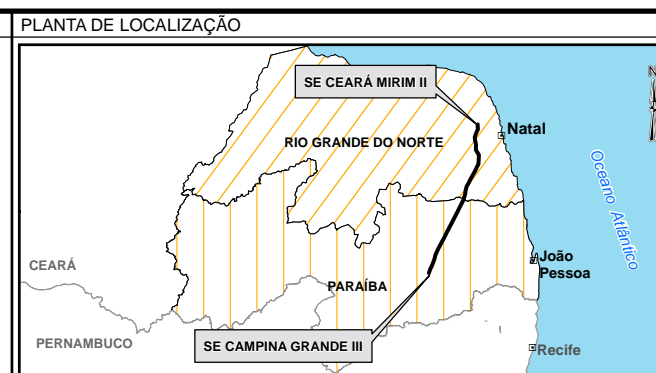 PLANTA DE LOCALIZAÇÃO
SE CEARÁ MIRIM II
N
Natal
RIO GRANDE DO NORTE
Oceano Atlântico
CEARÁ
João
Pessoa
PARAÍBA
PERNAMBUCO
SE CAMPINA GRANDE III
Recife